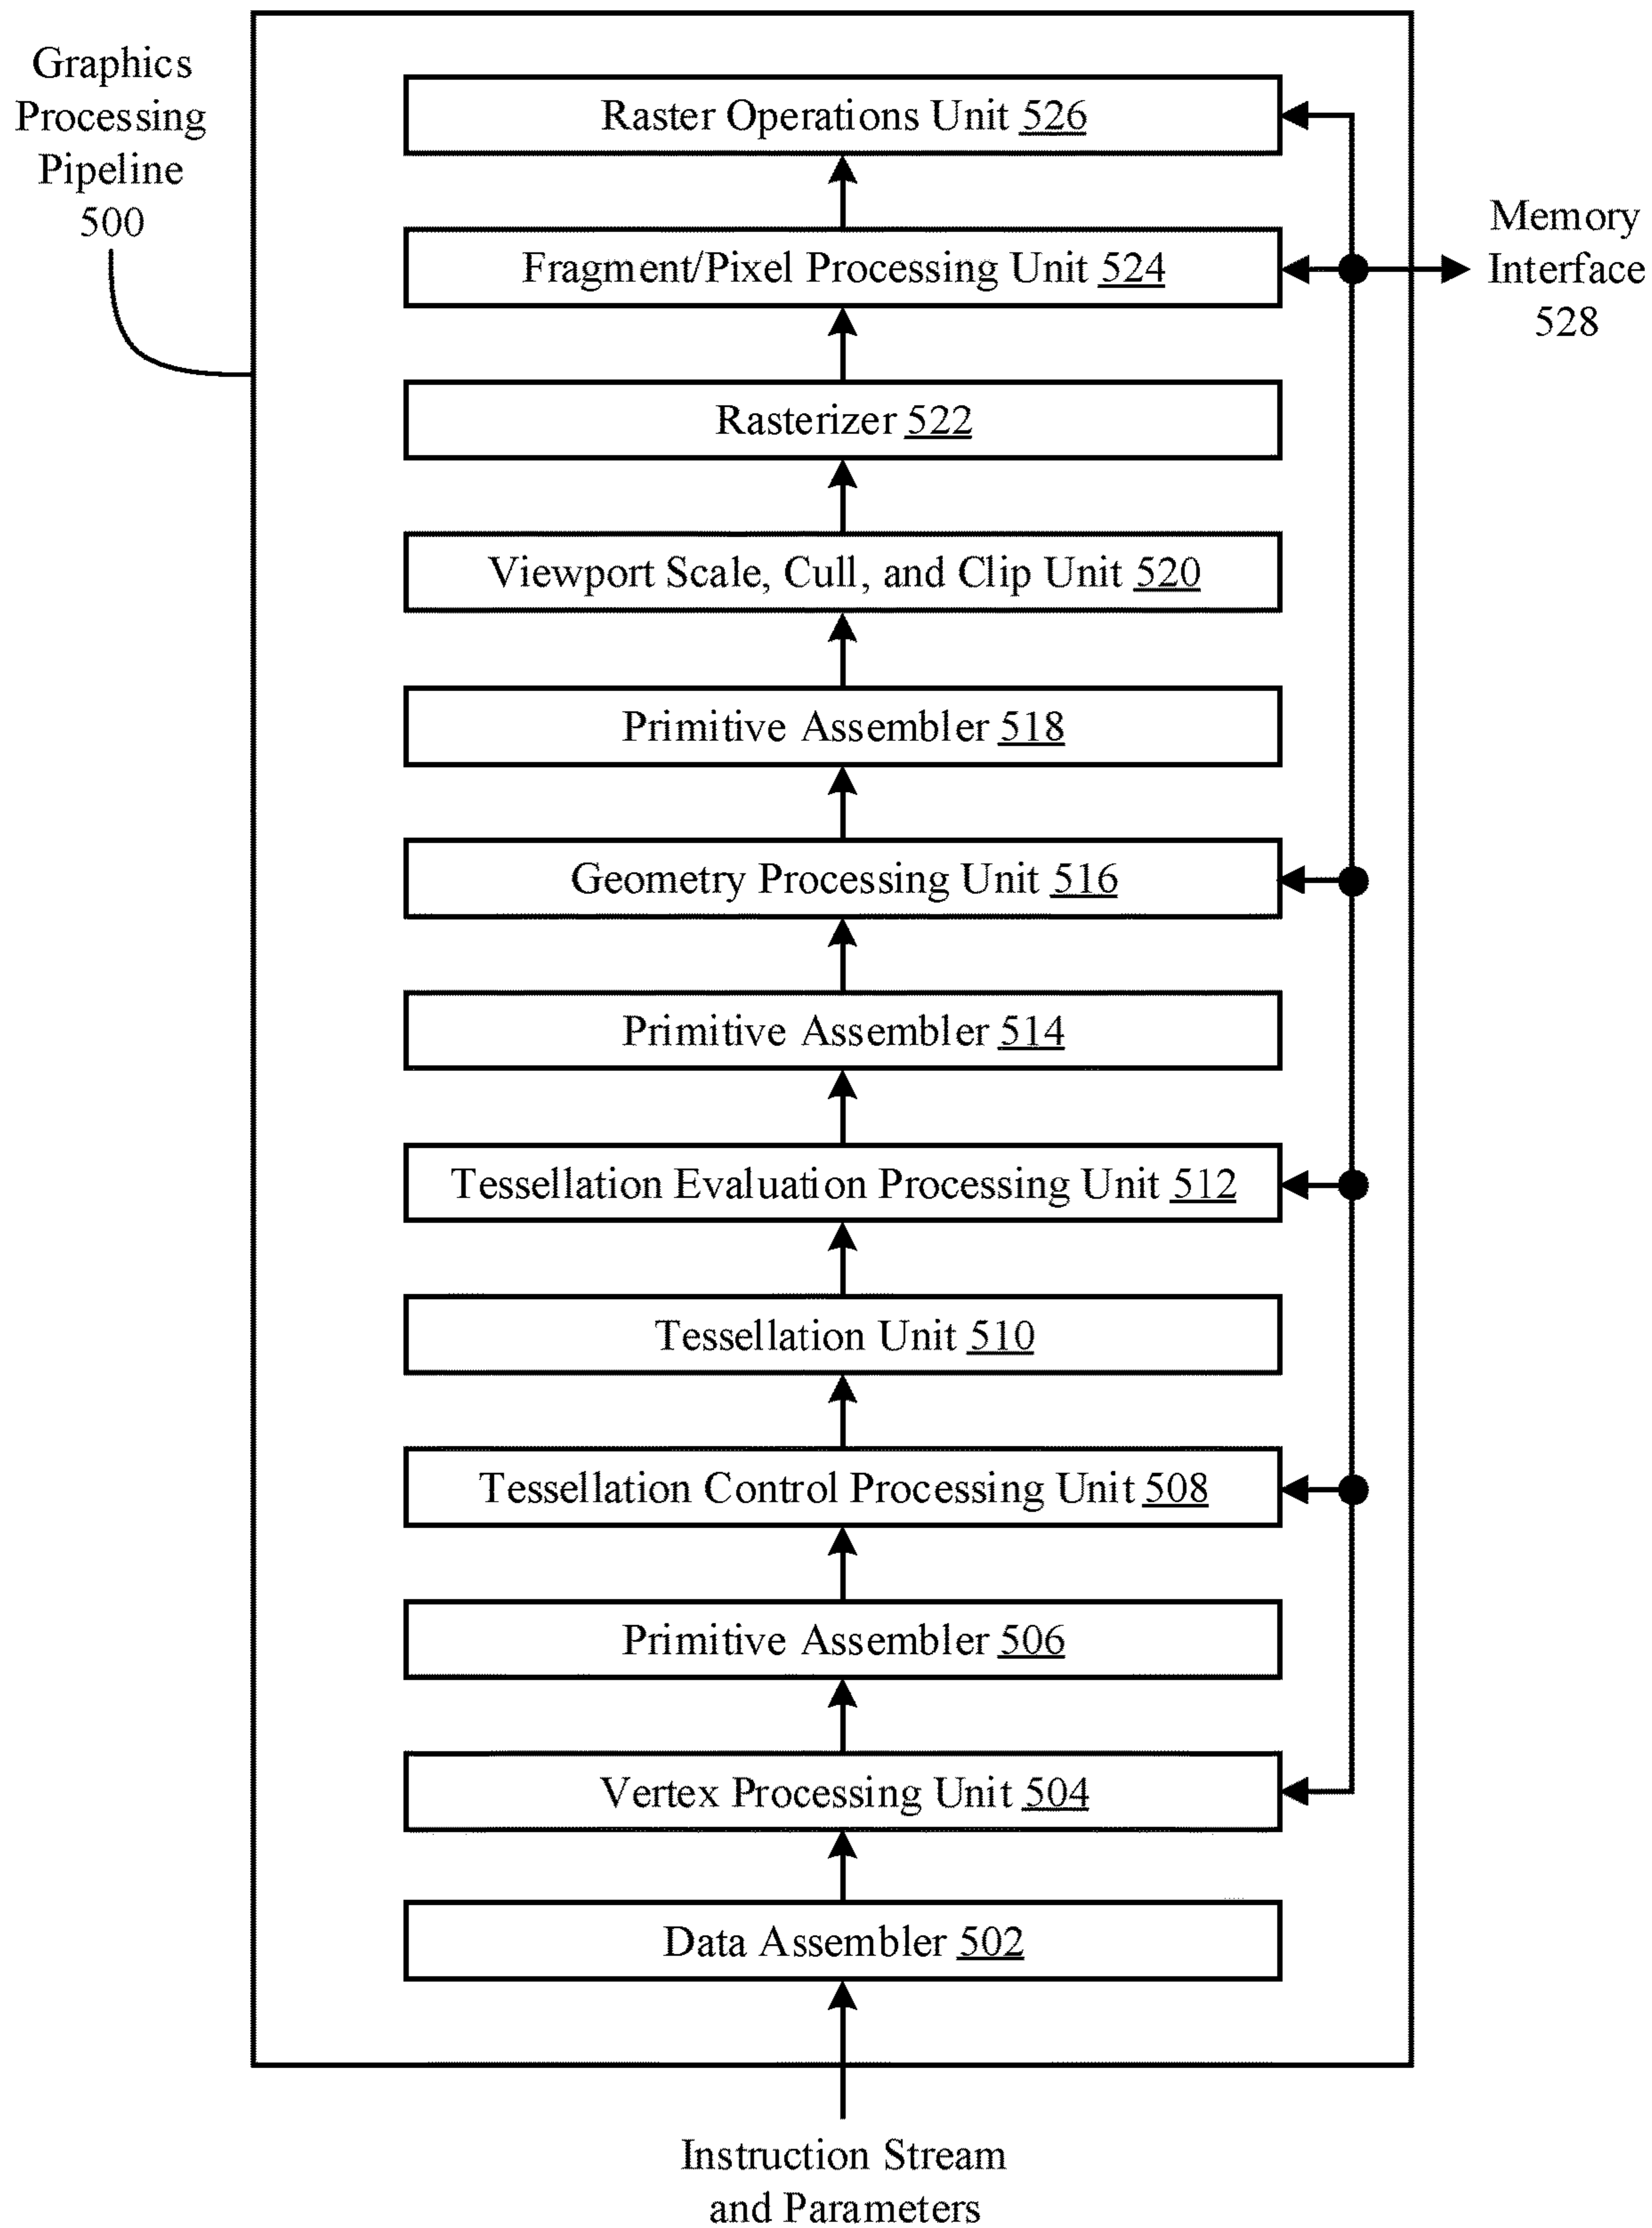 Graphics
Processing
Pipeline
500
Raster Operations Unit 526
Fragment/Pixel Processing Unit 524
Memory
Interface
528
Rasterizer 522
Viewport Scale, Cull, and Clip Unit 520
Primitive Assembler 518
Geometry Processing Unit 516
Primitive Assembler 514
Tessellation Evaluation Processing Unit 512
Tessellation Unit 510
Tessellation Control Processing Unit 508
Primitive Assembler 506
Vertex Processing Unit 504
Data Assembler 502
Instruction Stream
and Parameters